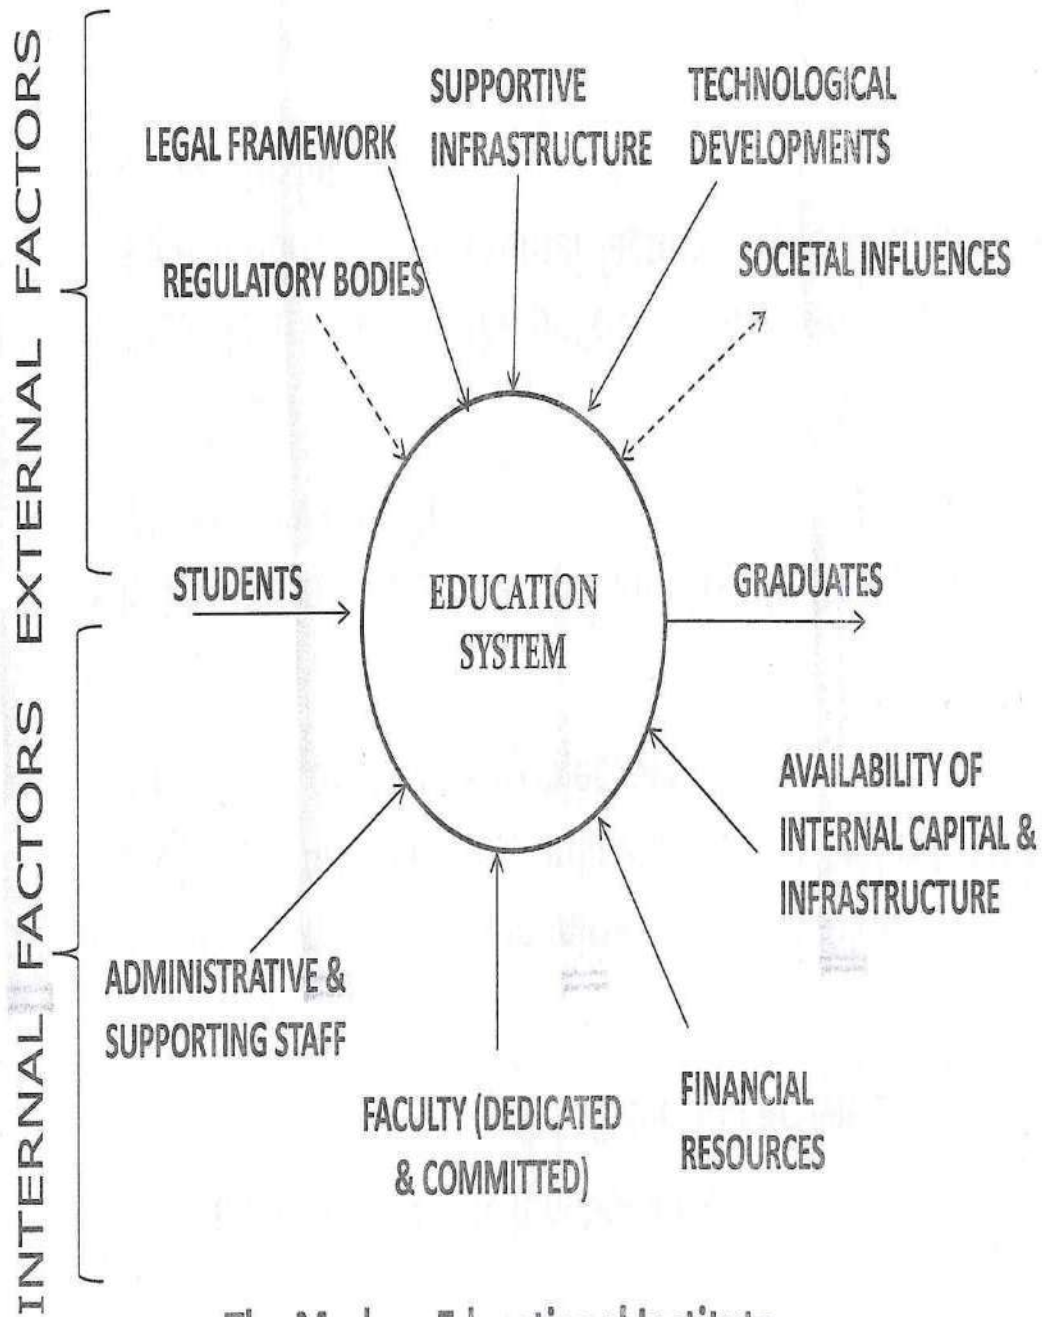 EXTERNAL FACTORS
SUPPORTIVE
INFRASTRUCTURE
TECHNOLOGICAL
DEVELOPMENTS
LEGAL FRAMEWORK
REGULATORY BODIES
SOCIETAL INFLUENCES
STUDENTS
EDUCATION
SYSTEM
GRADUATES
INTERNAL FACTORS
AVAILABILITY OF
INTERNAL CAPITAL &
INFRASTRUCTURE
ADMINISTRATIVE &
SUPPORTING STAFF
FACULTY (DEDICATED
& COMMITTED)
FINANCIAL
RESOURCES